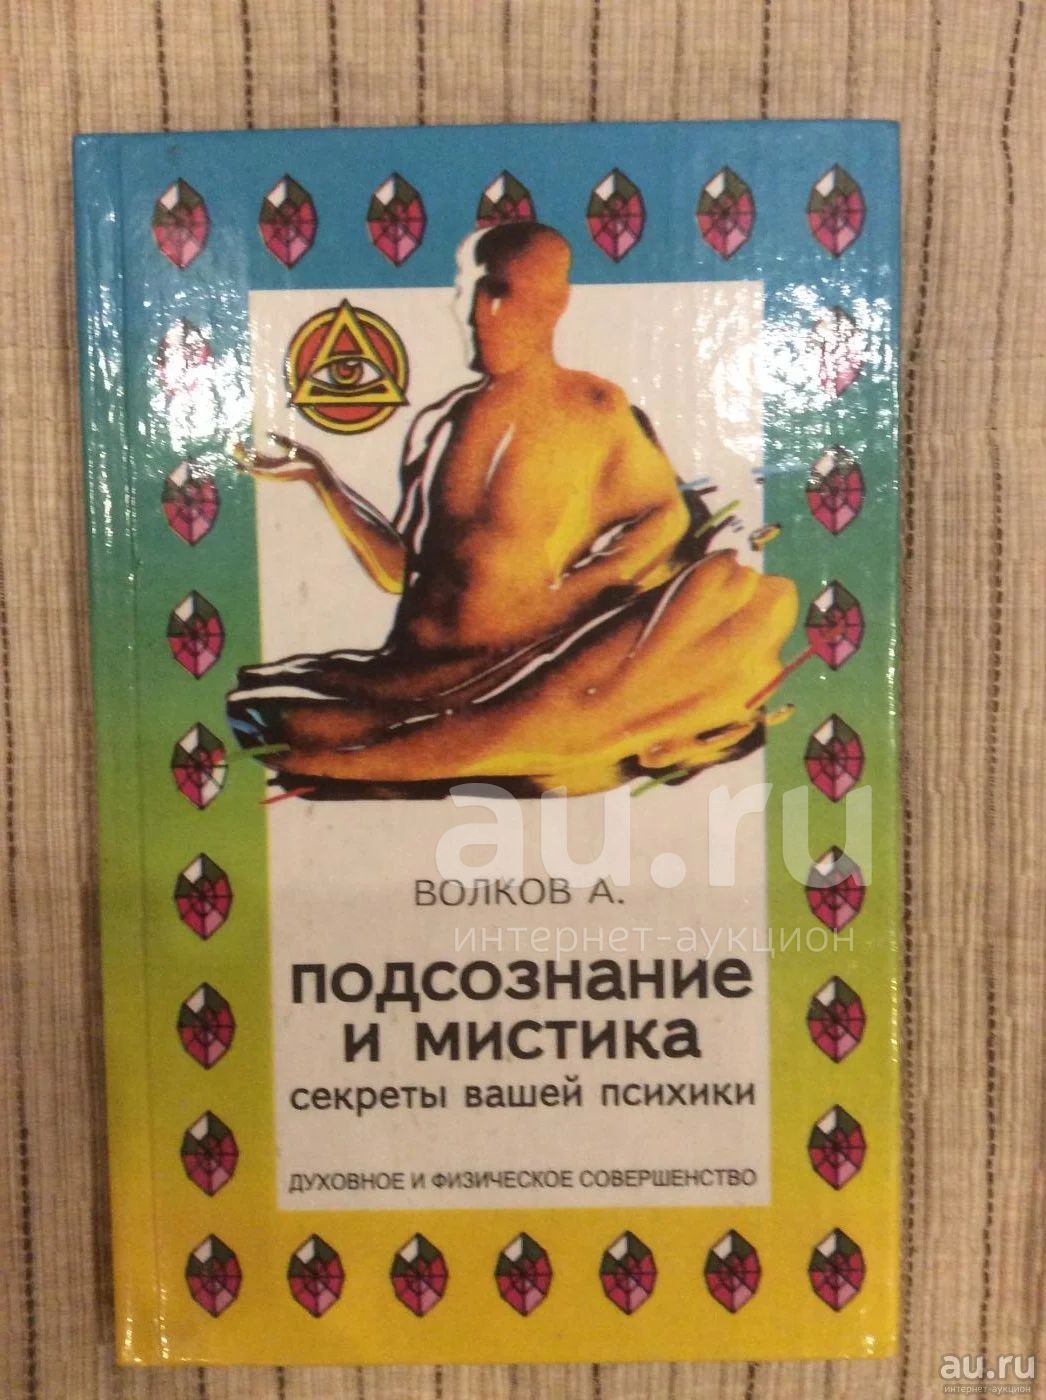 au.ru
ВОЛКОВ А.
интернет-аукцион
ПОДСОЗНАНИЕ
И МИСТИКА
секреты вашей психики
ДУХОВНОЕ И ФИЗИЧЕСКОЕ СОВЕРШЕНСТВО
au.ru
интернет-аукцион